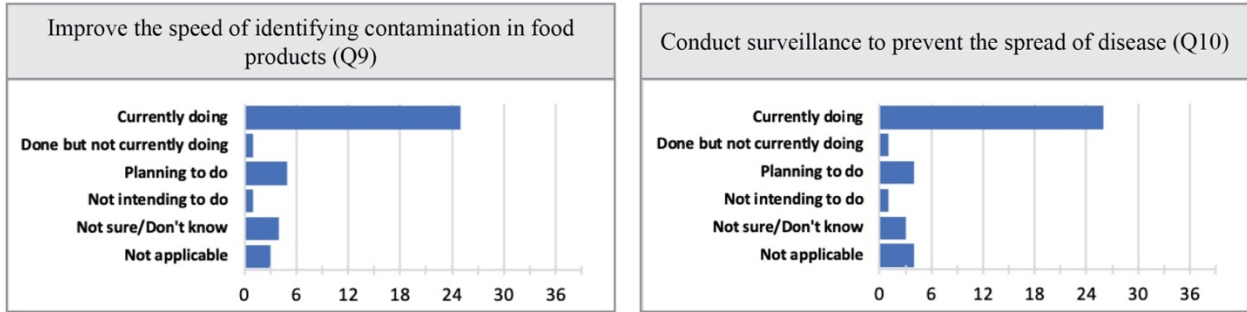 Improve the speed of identifying contamination in food
products (Q9)
Currently doing
Done but not currently doing
Planning to do
Not intending to do
Not sure/Don't know
Not applicable
0 6 12 18 24 30 36
Conduct surveillance to prevent the spread of disease (Q10)
Currently doing
Done but not currently doing
Planning to do
Not intending to do
Not sure/Don't know
Not applicable
0 6 12 18 24 30 36